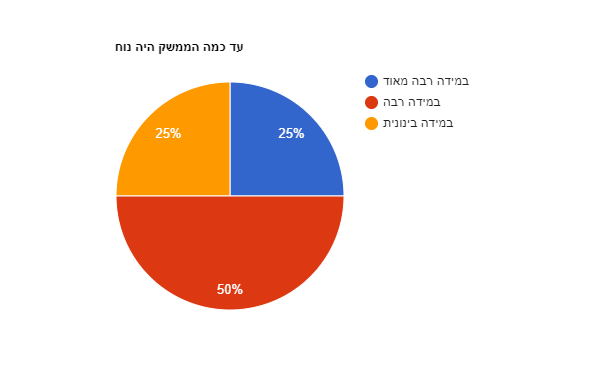 עד כמה הממשק היה נוח
במידה רבה מאוד
במידה רבה
במידה בינונית
25%
25%
50%